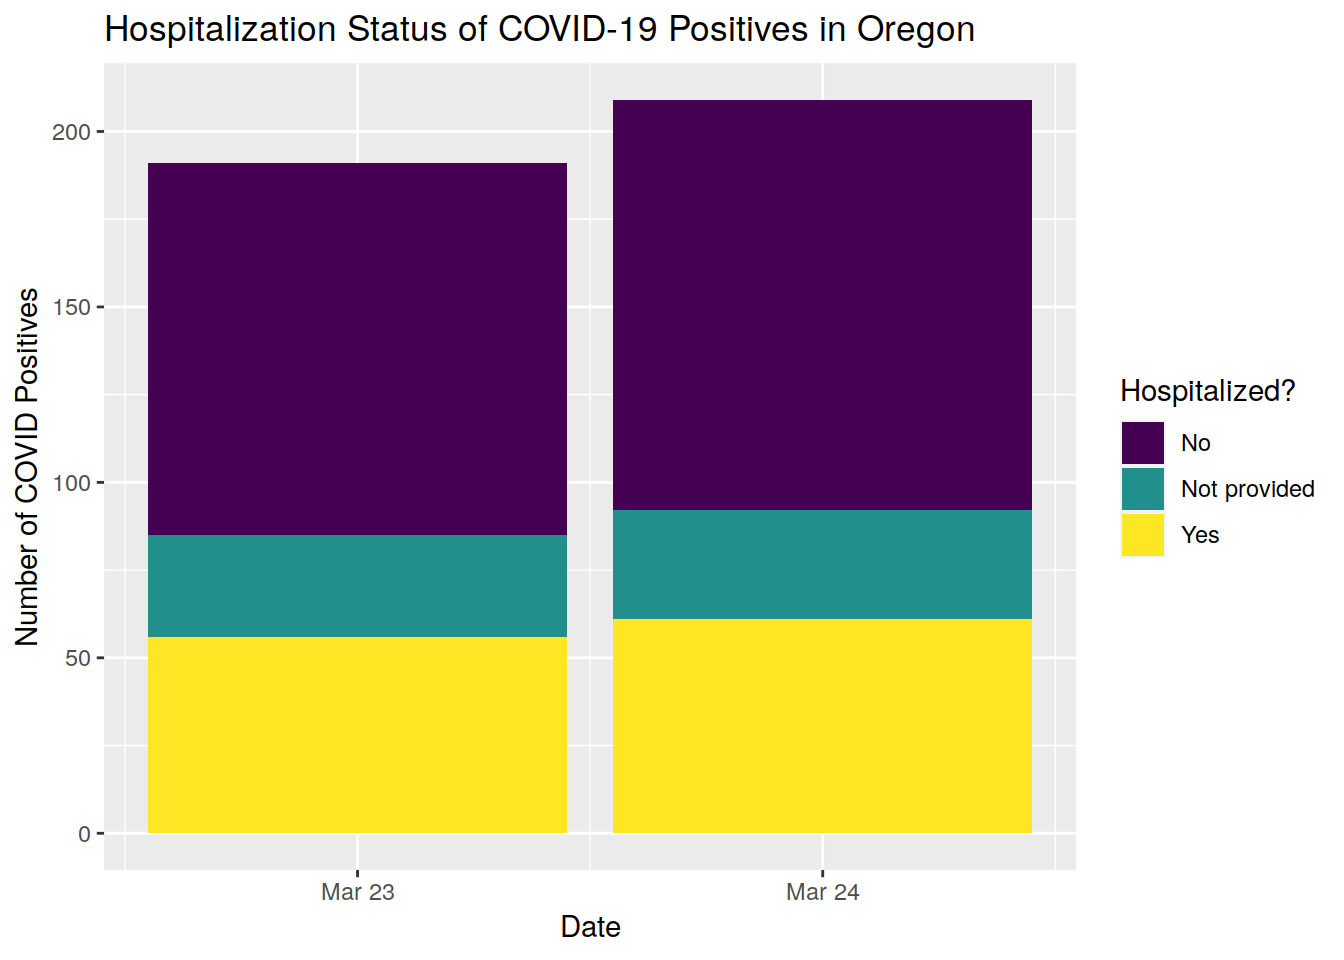 Hospitalization Status of COVID-19 Positives in Oregon
Number of COVID Positives
200
150
100
50
0
Mar 23
Mar 24
Date
Hospitalized?
No
Not provided
Yes